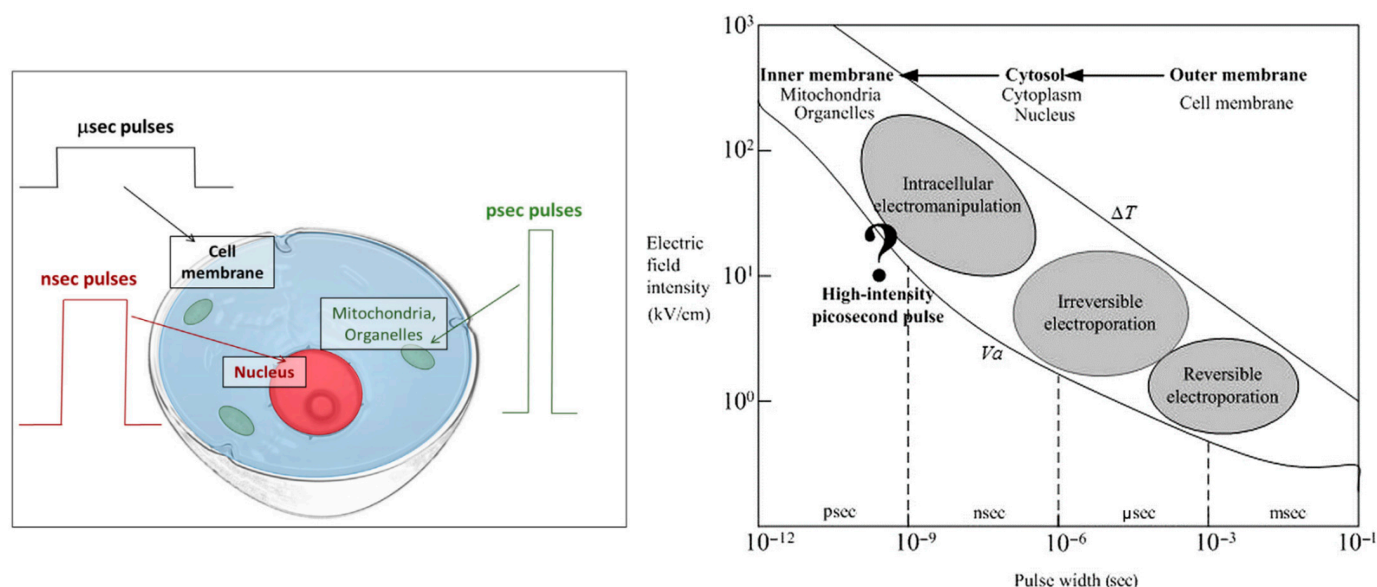 μsec pulses
psec pulses
Cell
membrane
nsec pulses
Mitochondria,
Organelles
Nucleus
10³
10²
10¹
10⁰
Electric
field
intensity
(kV/cm)
Inner membrane
Mitochondria
Organelles
Cytosol
Cytoplasm
Nucleus
Outer membrane
Cell membrane
Intracellular
electromanipulation
ΔT
?
High-intensity
picosecond pulse
Irreversible
electroporation
Va
Reversible
electroporation
psec nsec μsec msec
10⁻¹² 10⁻⁹ 10⁻⁶ 10⁻³ 10⁻¹
Pulse width (sec)